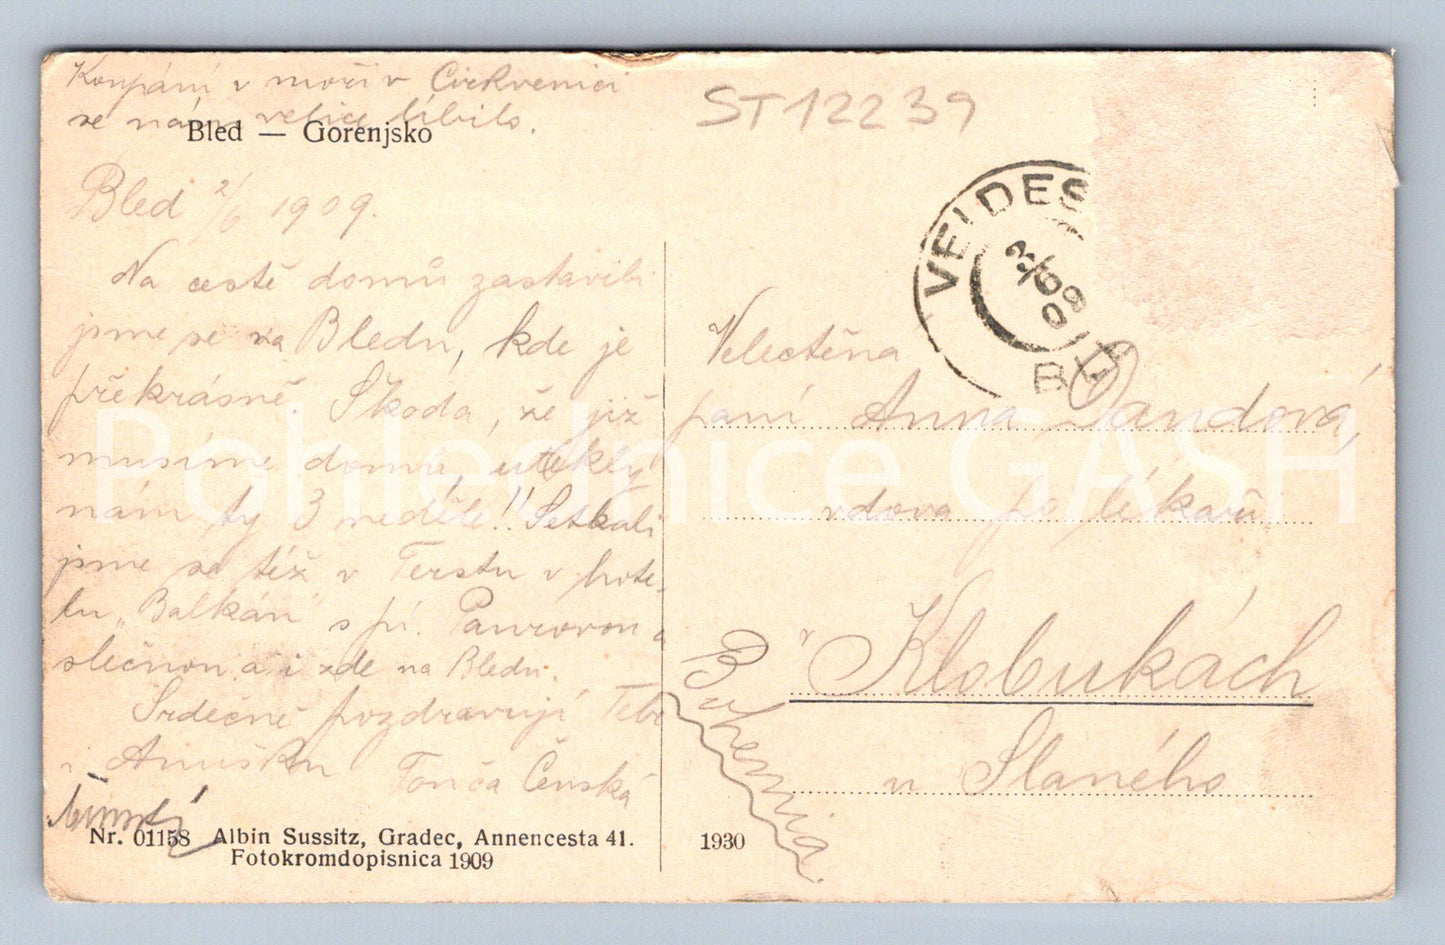 Koupání v moři v Cirkvenici
se nám velice líbilo.
ST12239
Bled — Gorenjsko
Bled 2/6 1909.
VELDES
2/6 09
Na cestě domů zastavili
jsme se na Bledu, kde je
překrásně. Škoda, že již
musíme domů, utekly
nám ty 3 neděle!! Setkali
jsme se též v Terstu v hote-
lu „Balkán" s pí.
slečnou a i zde na Bledu.
Srdečně pozdravují Tebe
i Anušku Tonča Čenská
Velectěná
paní Anna
vdova po lékaři
v Klobukách
u Slaného
Bohemia.
Nr. 01158 Albin Sussitz, Gradec, Annencesta 41.
Fotokromdopisnica 1909
1930
Pohlednice GASH